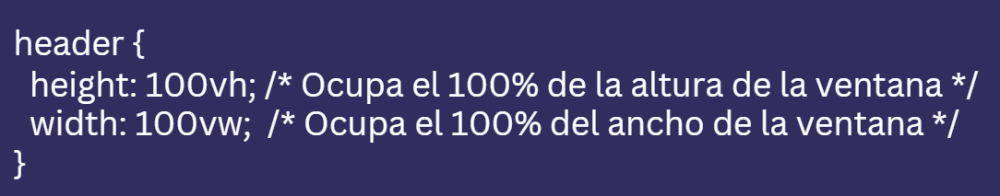 header {
  height: 100vh; /* Ocupa el 100% de la altura de la ventana */
  width: 100vw;  /* Ocupa el 100% del ancho de la ventana */
}